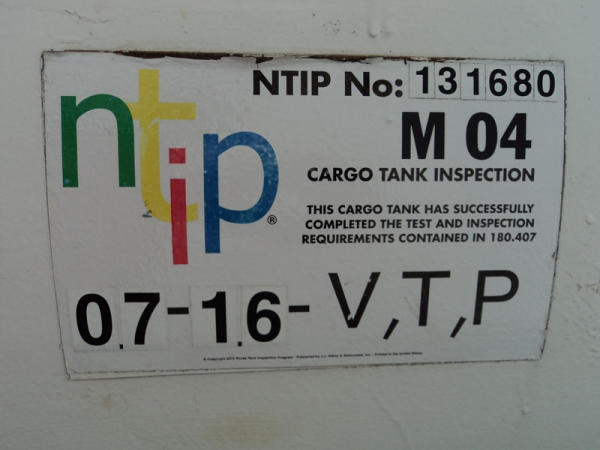 ntip®
NTIP No: 131680
M 04
CARGO TANK INSPECTION
THIS CARGO TANK HAS SUCCESSFULLY
COMPLETED THE TEST AND INSPECTION
REQUIREMENTS CONTAINED IN 180.407
07-16-V,T,P